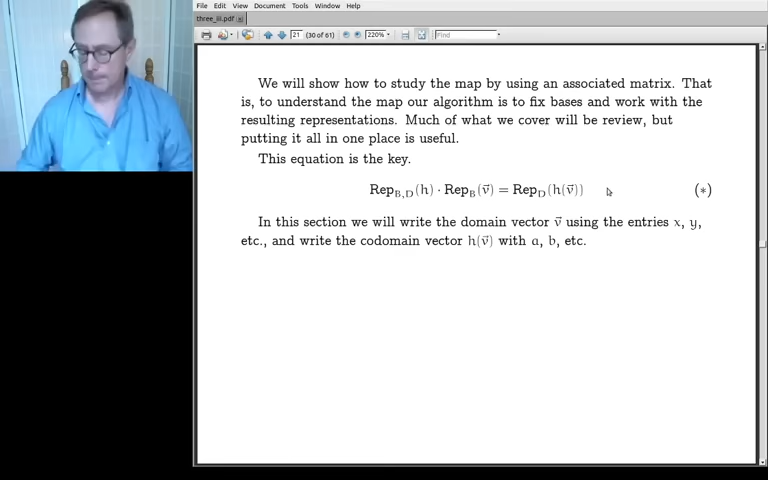 File Edit View Document Tools Window Help
three_iii.pdf
21 (30 of 61) 220% Find
We will show how to study the map by using an associated matrix. That
is, to understand the map our algorithm is to fix bases and work with the
resulting representations. Much of what we cover will be review, but
putting it all in one place is useful.
This equation is the key.
Rep_{B,D}(h) · Rep_B(v⃗) = Rep_D(h(v⃗)) (∗)
In this section we will write the domain vector v⃗ using the entries x, y,
etc., and write the codomain vector h(v⃗) with a, b, etc.